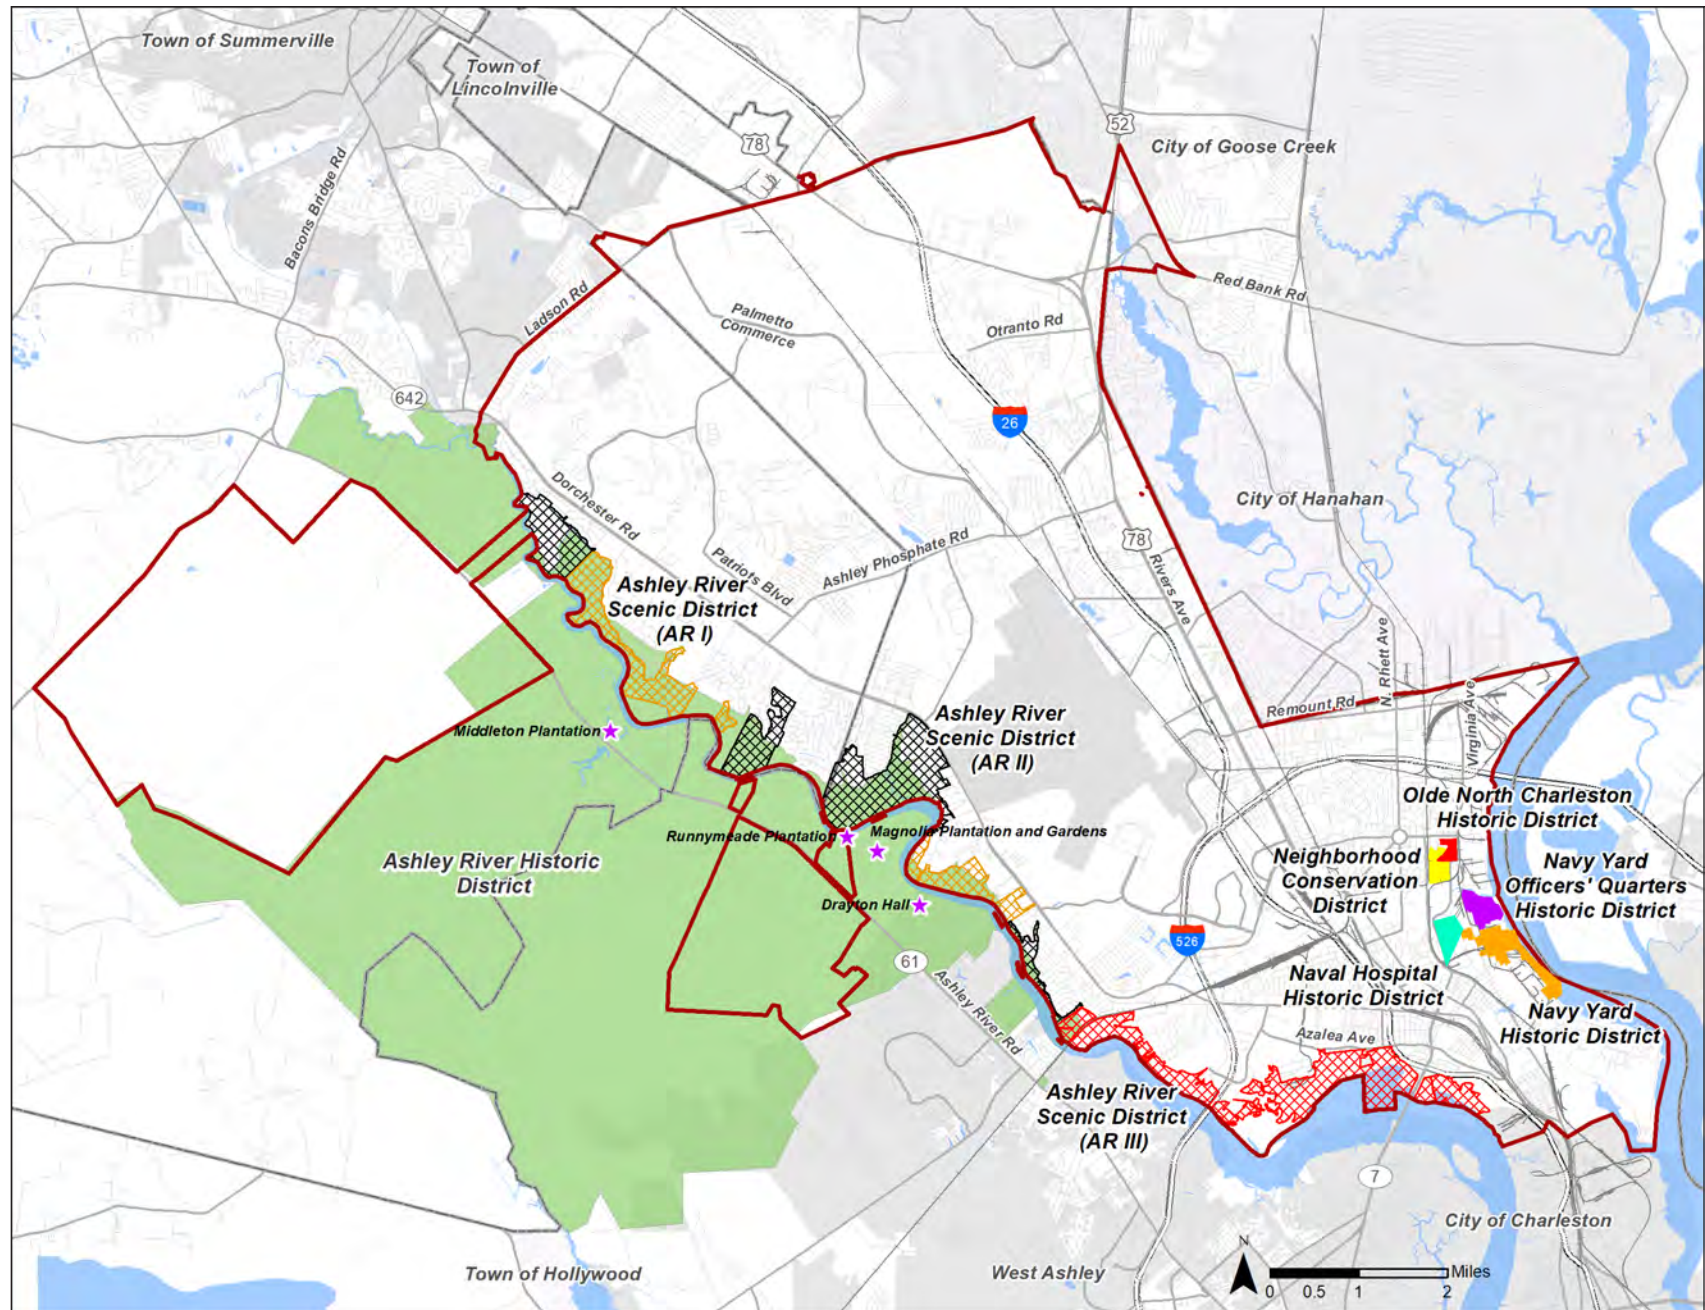 Town of Summerville
Town of
Lincolnville
78
52
City of Goose Creek
Bacons Bridge Rd
Ladson Rd
Red Bank Rd
Palmetto
Commerce
Otranto Rd
642
26
City of Hanahan
Dorchester Rd
Patriots Blvd
Ashley Phosphate Rd
78
Rivers Ave
Ashley River
Scenic District
(AR I)
N. Rhett Ave
Virginia Ave
Remount Rd
Middleton Plantation
Ashley River
Scenic District
(AR II)
Olde North Charleston
Historic District
Runnymeade Plantation
Magnolia Plantation and Gardens
Ashley River Historic
District
Neighborhood
Conservation
District
Navy Yard
Officers' Quarters
Historic District
Drayton Hall
526
61
Ashley River Rd
Naval Hospital
Historic District
Navy Yard
Historic District
Azalea Ave
Ashley River
Scenic District
(AR III)
7
City of Charleston
Town of Hollywood
West Ashley
N
Miles
0 0.5 1 2